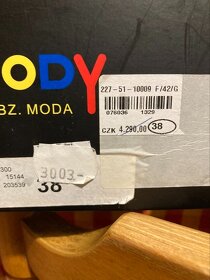 ODY
BZ. MODA
227-51-10009 F/42/G
076036 1329
CZK 4.290,00 38
300
15144
203539
3003,-
38